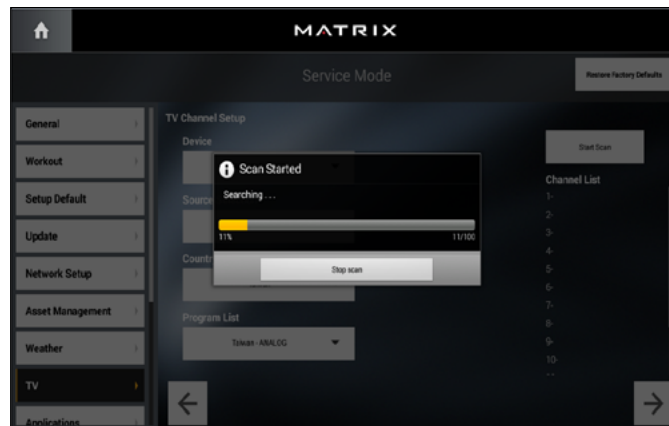 MATRIX
Service Mode
Restore Factory Defaults
General
Workout
Setup Default
Update
Network Setup
Asset Management
Weather
TV
Applications
TV Channel Setup
Device
Source
Program List
Taiwan - ANALOG
Scan Started
Searching . . .
11%
11/100
Stop scan
Start Scan
Channel List
1-
2-
3-
4-
5-
6-
7-
8-
9-
10-